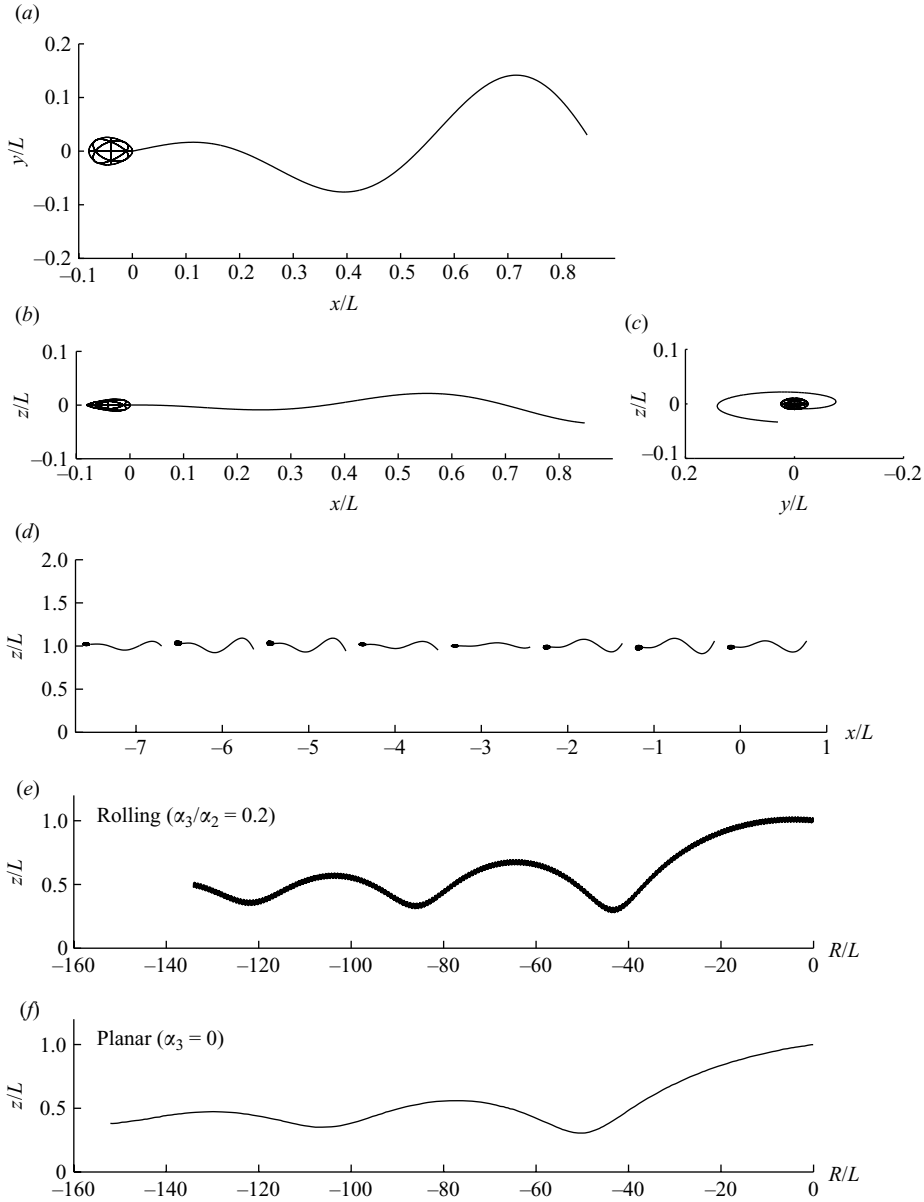 (a)
0.2
0.1
0
–0.1
–0.2
y/L
–0.1 0 0.1 0.2 0.3 0.4 0.5 0.6 0.7 0.8
x/L
(b)
0.1
0
–0.1
z/L
–0.1 0 0.1 0.2 0.3 0.4 0.5 0.6 0.7 0.8
x/L
(c)
0.1
0
–0.1
z/L
0.2 0 –0.2
y/L
(d)
2.0
1.5
1.0
0.5
0
z/L
–7 –6 –5 –4 –3 –2 –1 0 1 x/L
(e)
Rolling (α3/α2 = 0.2)
1.0
0.5
0
z/L
–160 –140 –120 –100 –80 –60 –40 –20 0 R/L
(f)
Planar (α3 = 0)
1.0
0.5
0
z/L
–160 –140 –120 –100 –80 –60 –40 –20 0 R/L